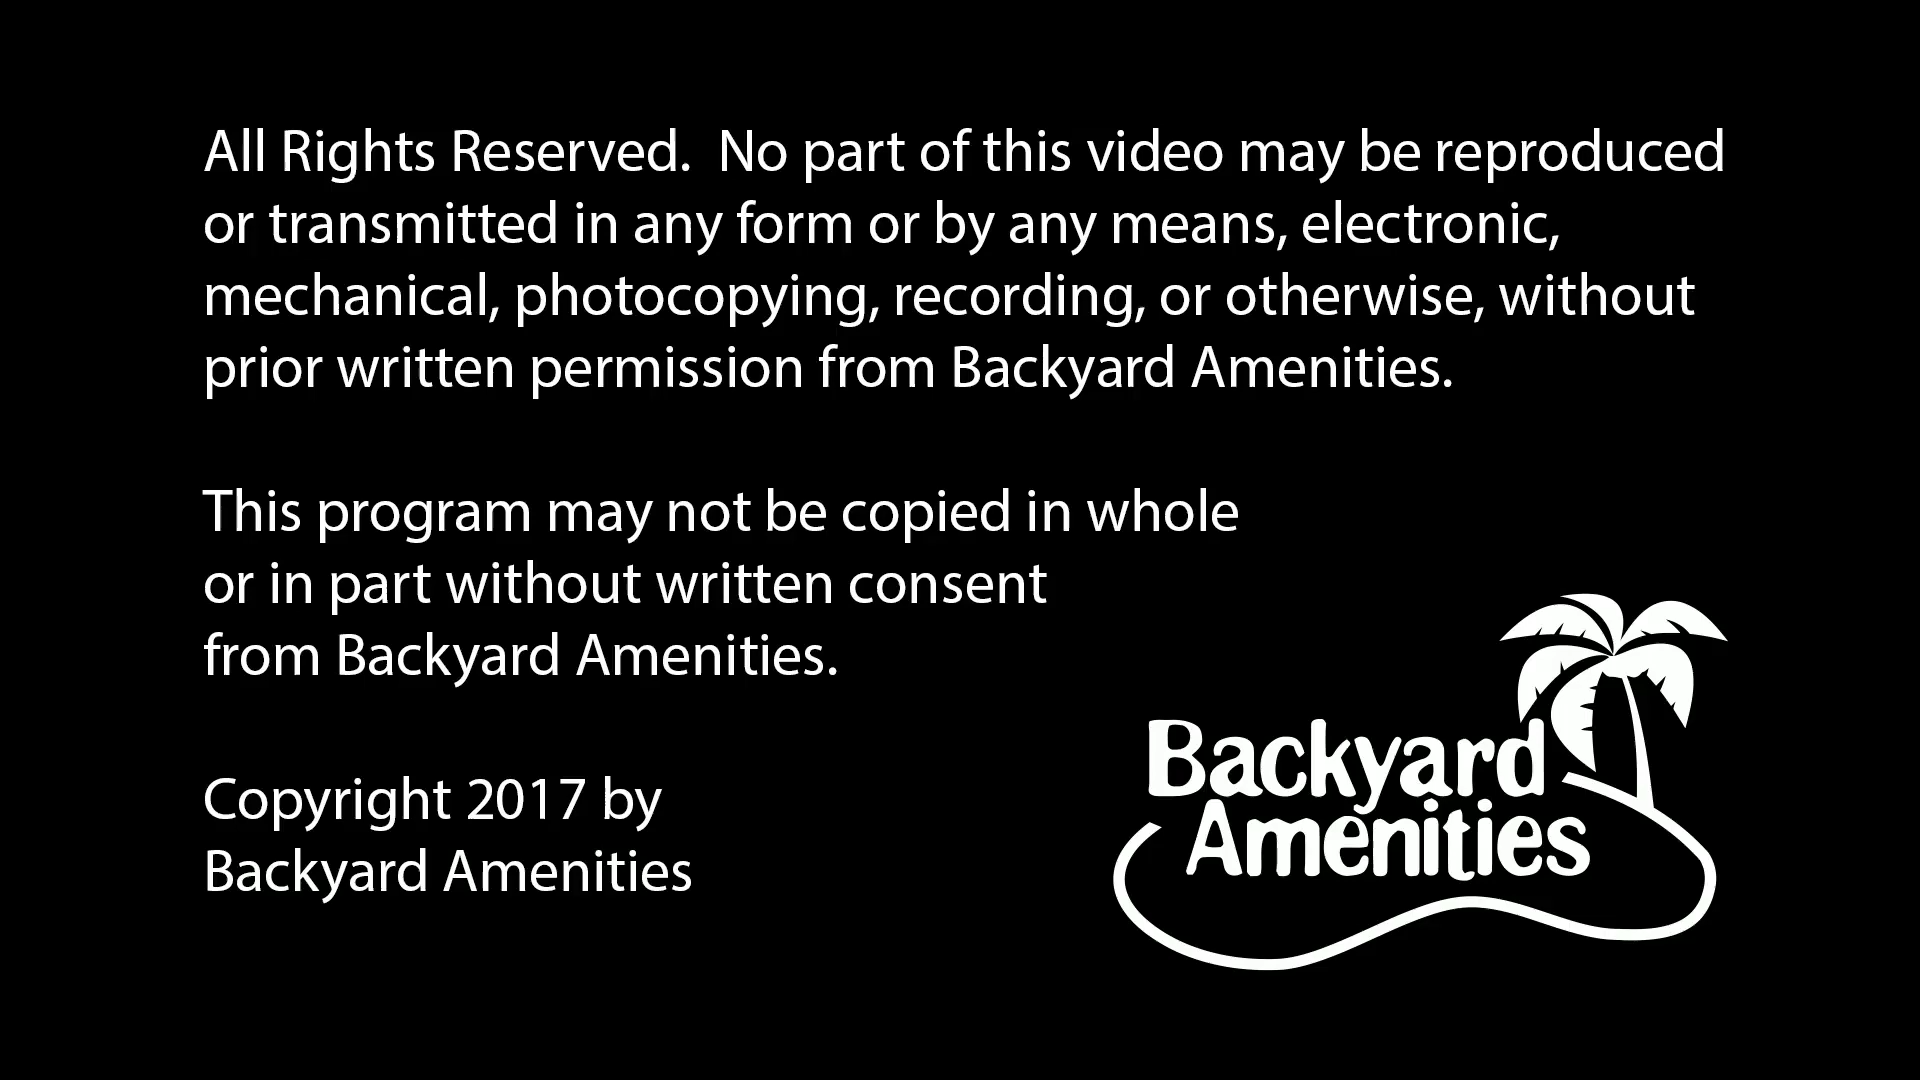 All Rights Reserved.  No part of this video may be reproduced
or transmitted in any form or by any means, electronic,
mechanical, photocopying, recording, or otherwise, without
prior written permission from Backyard Amenities.
This program may not be copied in whole
or in part without written consent
from Backyard Amenities.
Copyright 2017 by
Backyard Amenities
Backyard
Amenities